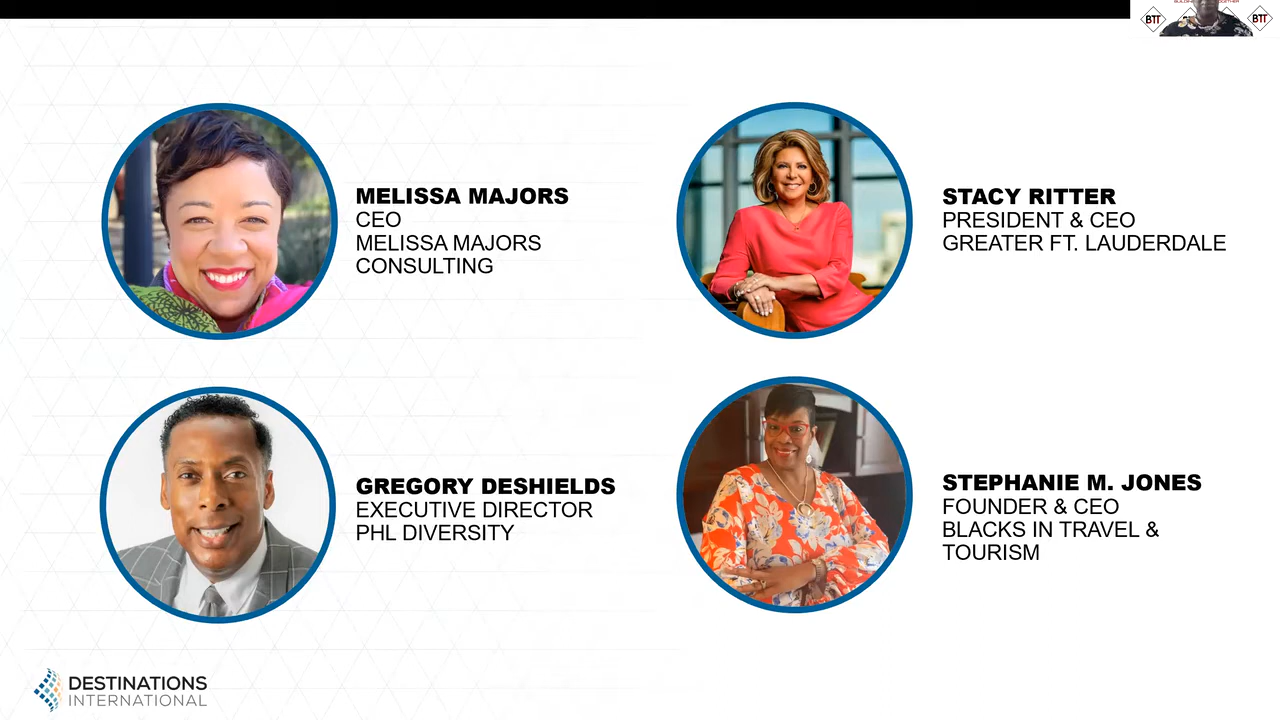 BTT
BTT
MELISSA MAJORS
CEO
MELISSA MAJORS
CONSULTING
STACY RITTER
PRESIDENT & CEO
GREATER FT. LAUDERDALE
GREGORY DESHIELDS
EXECUTIVE DIRECTOR
PHL DIVERSITY
STEPHANIE M. JONES
FOUNDER & CEO
BLACKS IN TRAVEL &
TOURISM
DESTINATIONS
INTERNATIONAL